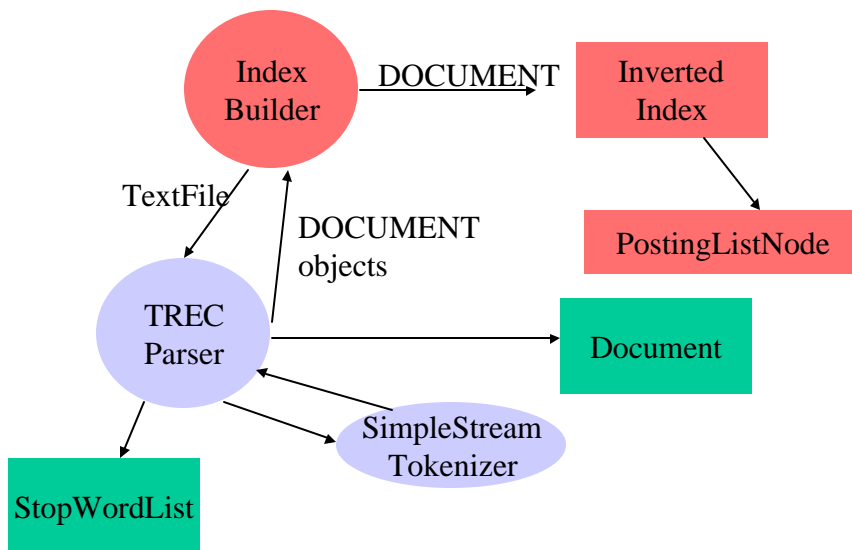 Index
Builder
DOCUMENT
Inverted
Index
TextFile
DOCUMENT
objects
PostingListNode
TREC
Parser
Document
SimpleStream
Tokenizer
StopWordList